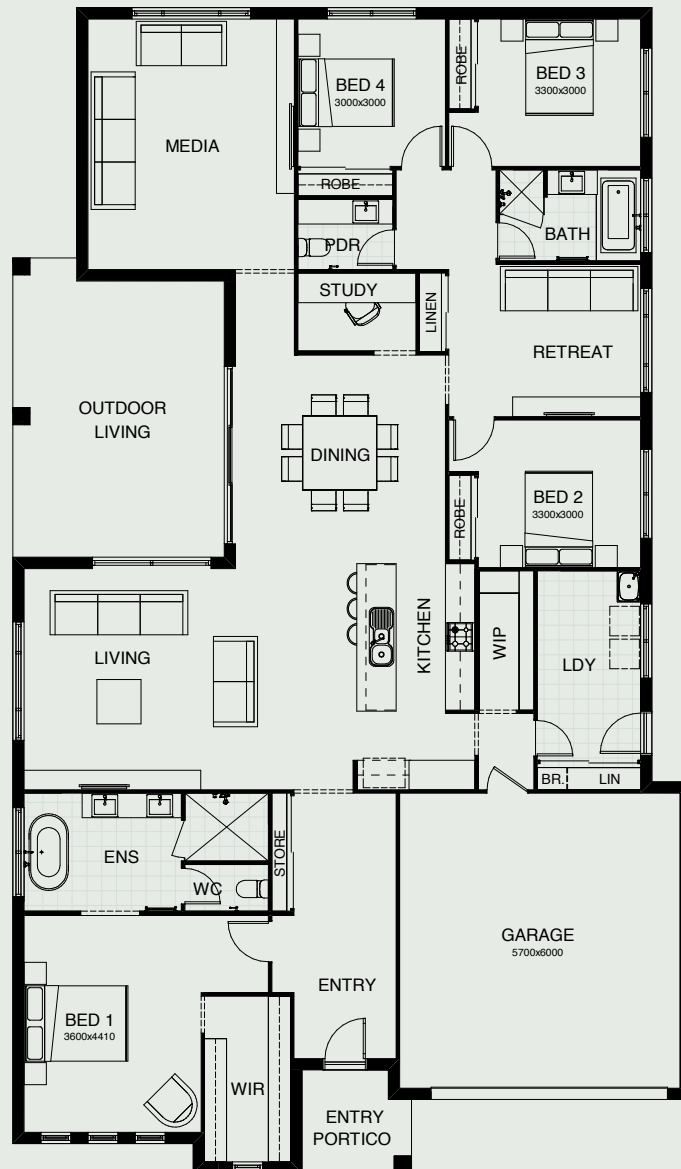 BED 4
3000x3000
ROBE
BED 3
3300x3000
MEDIA
ROBE
PDR
BATH
STUDY
LINEN
RETREAT
OUTDOOR
LIVING
DINING
BED 2
3300x3000
ROBE
KITCHEN
WIP
LDY
LIVING
BR.
LIN
ENS
WC
STORE
GARAGE
5700x6000
ENTRY
BED 1
3600x4410
WIR
ENTRY
PORTICO